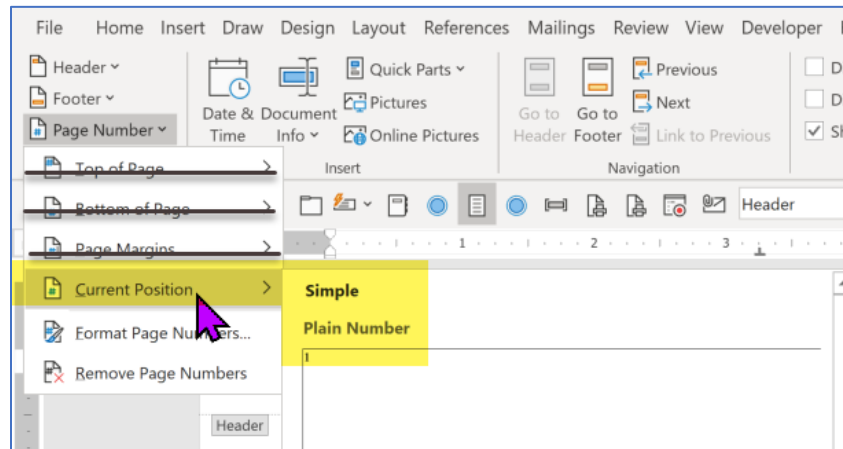 File Home Insert Draw Design Layout References Mailings Review View Developer
Header
Footer
Page Number
Date & Time
Document Info
Quick Parts
Pictures
Online Pictures
Go to Header
Go to Footer
Previous
Next
Link to Previous
D
D
Sh
Insert
Navigation
Top of Page
Bottom of Page
Page Margins
Current Position
Format Page Numbers...
Remove Page Numbers
Header
1 2 3
Simple
Plain Number
1
Header